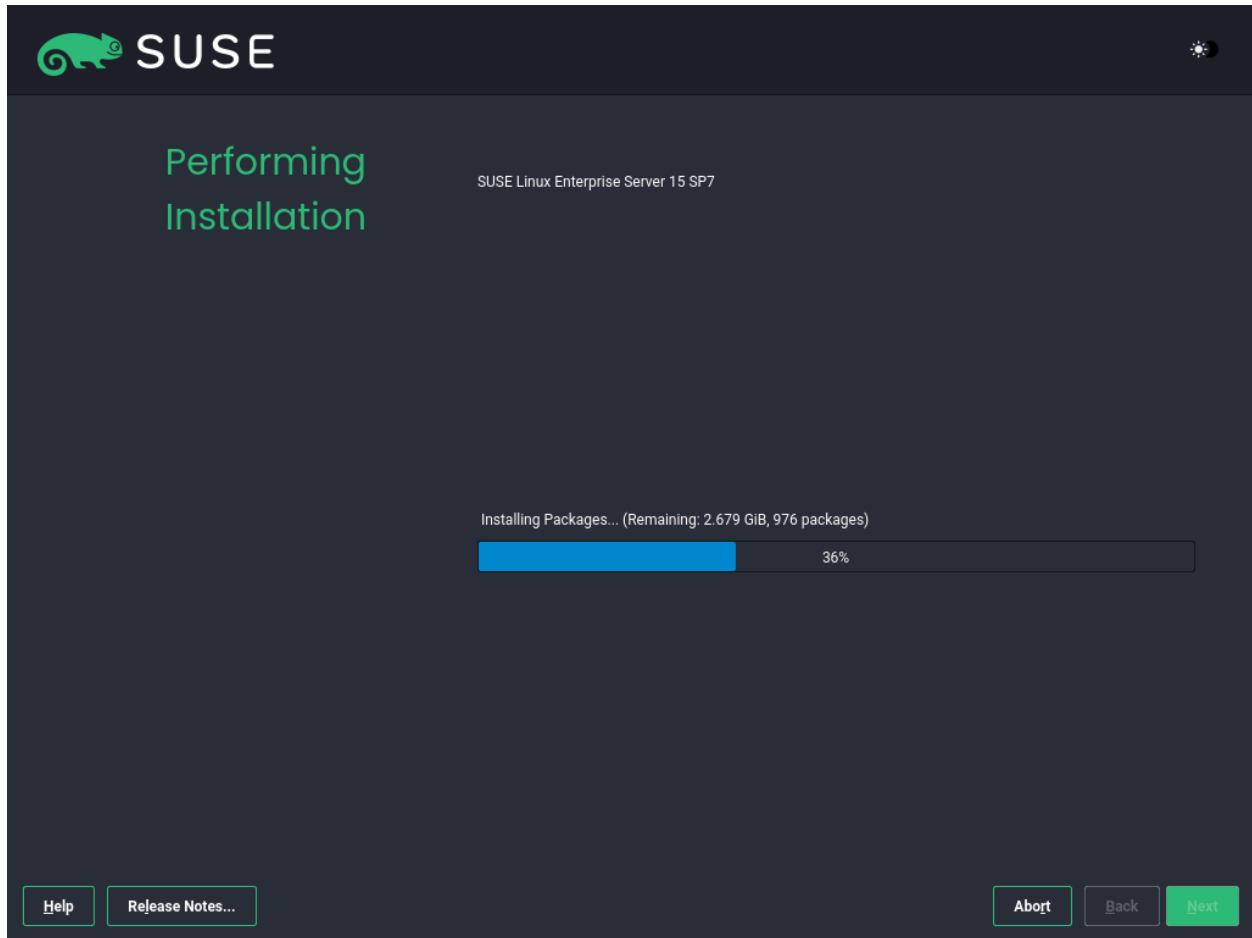 SUSE
Performing
Installation
SUSE Linux Enterprise Server 15 SP7
Installing Packages... (Remaining: 2.679 GiB, 976 packages)
36%
Help
Release Notes...
Abort
Back
Next